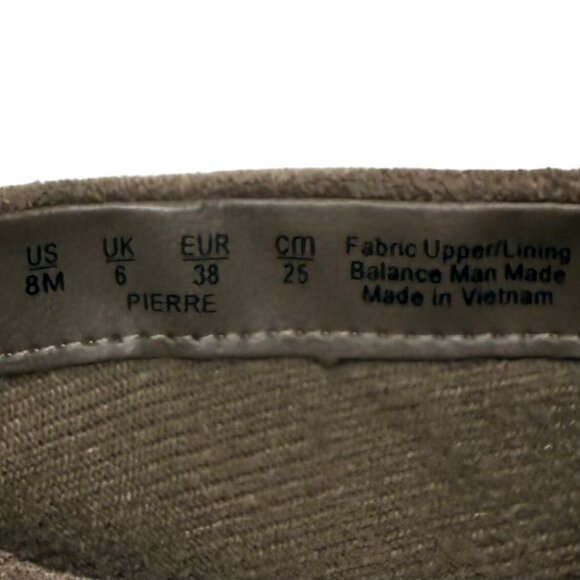 US UK EUR cm Fabric Upper/Lining
8M 6 38 25 Balance Man Made
PIERRE Made in Vietnam